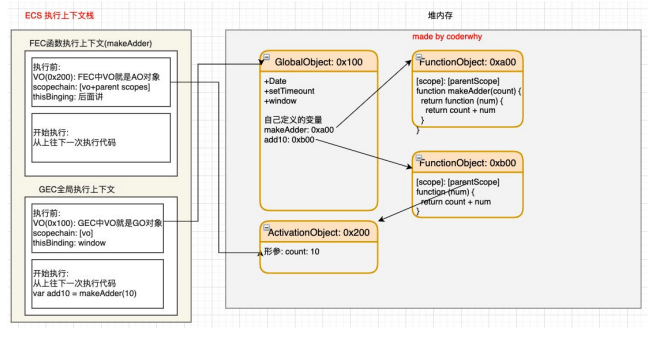 ECS 执行上下文栈
堆内存
made by coderwhy
FEC函数执行上下文(makeAdder)
执行前:
VO(0x200): FEC中VO就是AO对象
scopechain: [vo+parent scopes]
thisBinging: 后面讲
开始执行:
从上往下一次执行代码
GEC全局执行上下文
执行前:
VO(0x100): GEC中VO就是GO对象
scopechain: [vo]
thisBinding: window
开始执行:
从上往下一次执行代码
var add10 = makeAdder(10)
GlobalObject: 0x100
+Date
+setTimeount
+window
自己定义的变量
makeAdder: 0xa00
add10: 0xb00
ActivationObject: 0x200
形参: count: 10
FunctionObject: 0xa00
[scope]: [parentScope]
function makeAdder(count) {
return function (num) {
return count + num
}
}
FunctionObject: 0xb00
[scope]: [parentScope]
function (num) {
return count + num
}